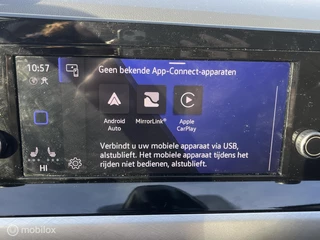 10:57
Geen bekende App-Connect-apparaten
Android Auto
MirrorLink®
Apple CarPlay
Verbindt u uw mobiele apparaat via USB,
alstublieft. Het mobiele apparaat tijdens het
rijden niet bedienen, alstublieft.
HI
mobilox